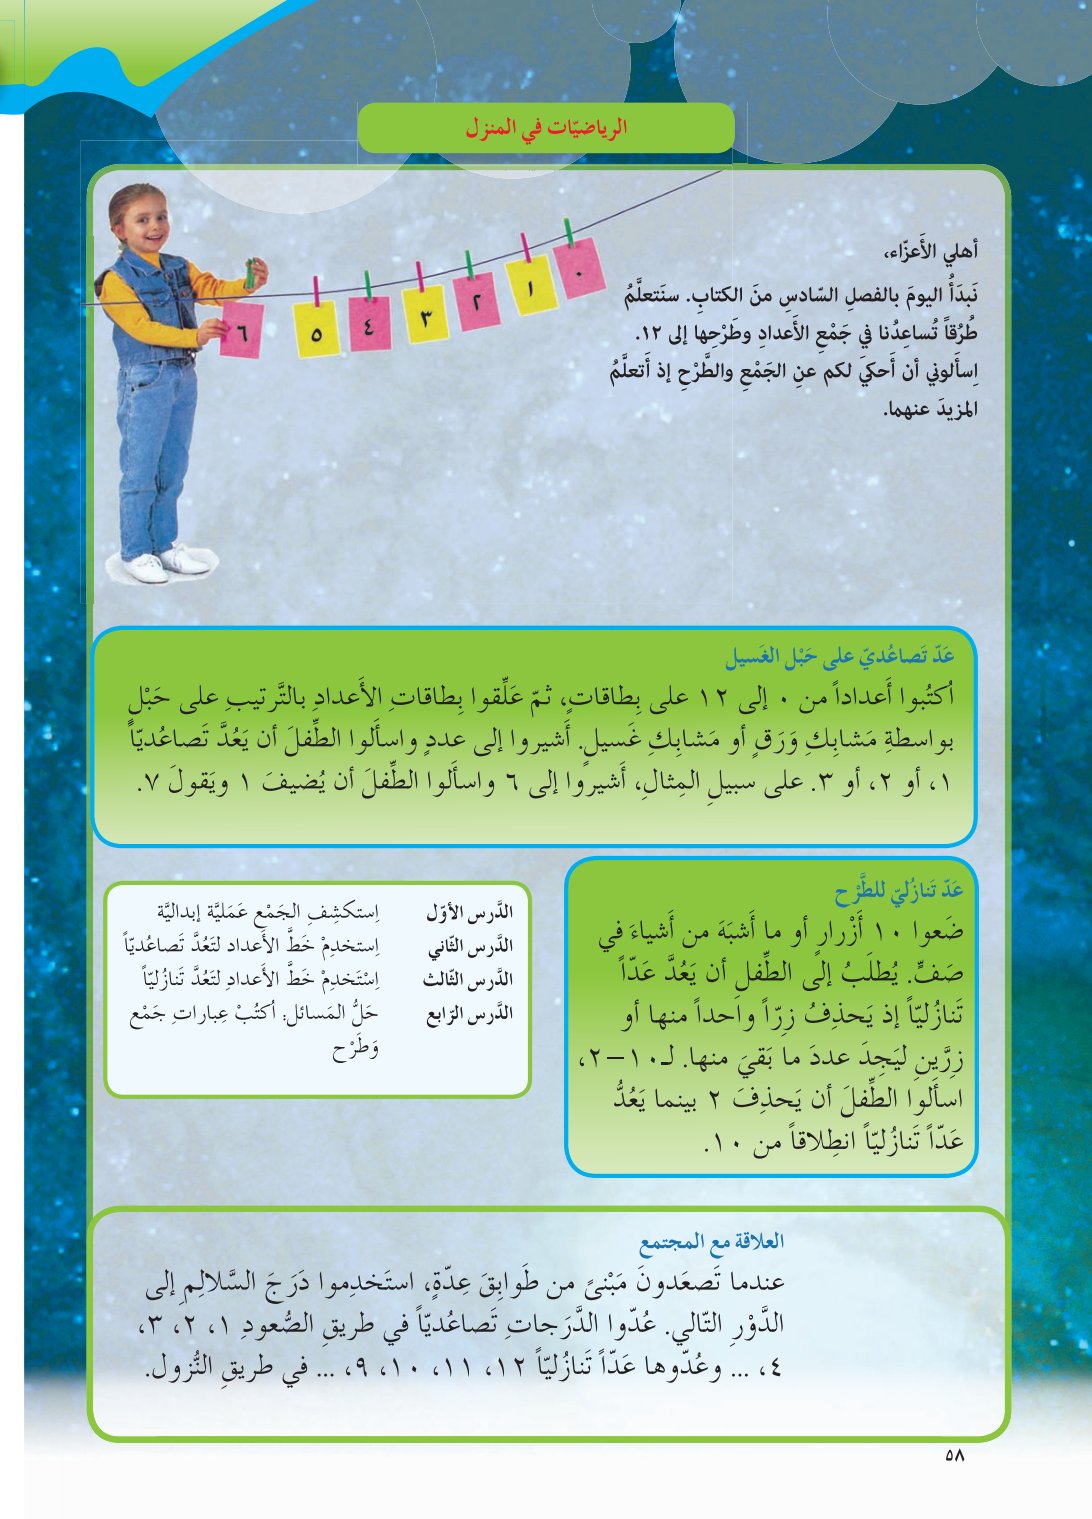 الرياضيّات في المنزل
أهلي الأَعزّاء،
نَبدَأُ اليومَ بالفصلِ السّادسِ منَ الكتابِ. سنَتعلَّمُ
طُرُقاً تُساعِدُنا في جَمْعِ الأَعدادِ وطَرْحِها إلى ١٢.
اِسأَلوني أن أَحكيَ لكم عنِ الجَمْعِ والطَّرْحِ إذ أَتعلَّمُ
المزيدَ عنهما.
٠
١
٢
٣
٤
٥
٦
عَدّ تَصاعُديّ على حَبْل الغَسيل
اُكتُبوا أَعداداً من ٠ إلى ١٢ على بِطاقاتٍ، ثمّ عَلِّقوا بِطاقاتِ الأَعدادِ بالتَّرتيبِ على حَبْلٍ
بواسطةِ مَشابِكِ وَرَقٍ أو مَشابِكِ غَسيلٍ. أَشيروا إلى عددٍ واسأَلوا الطِّفلَ أن يَعُدَّ تَصاعُديّاً
١، أو ٢، أو ٣. على سبيلِ المِثالِ، أَشيروا إلى ٦ واسأَلوا الطِّفلَ أن يُضيفَ ١ ويَقولَ ٧.
عَدّ تَنازُليّ للطَّرْح
ضَعوا ١٠ أَزْرارٍ أو ما أَشبَهَ من أَشياءَ في
صَفٍّ. يُطلَبُ إلى الطِّفلِ أن يَعُدَّ عَدّاً
تَنازُليّاً إذ يَحذِفُ زِرّاً واحداً منها أو
زِرَّينِ ليَجِدَ عددَ ما بَقيَ منها. لـ١٠–٢،
اسأَلوا الطِّفلَ أن يَحذِفَ ٢ بينما يَعُدُّ
عَدّاً تَنازُليّاً انطِلاقاً من ١٠.
الدَّرس الأوّل اِستكشِفِ الجَمْع عَمَليَّة إبداليَّة
الدَّرس الثّاني اِستخدِمْ خَطَّ الأَعداد لتَعُدَّ تَصاعُديّاً
الدَّرس الثّالث اِسْتَخدِمْ خَطَّ الأَعدادِ لتَعُدَّ تَنازُليّاً
الدَّرس الرّابع حَلُّ المَسائل: اُكتُبْ عِبارات جَمْع
وَطَرْح
العلاقة مع المجتمع
عندما تَصعَدونَ مَبْنىً من طَوابِقَ عِدّةٍ، استَخدِموا دَرَجَ السَّلالِمِ إلى
الدَّوْرِ التّالي. عُدّوا الدَّرَجاتِ تَصاعُديّاً في طريقِ الصُّعودِ ١، ٢، ٣،
٤، ... وعُدّوها عَدّاً تَنازُليّاً ١٢، ١١، ١٠، ٩، ... في طريقِ النُّزول.
٥٨